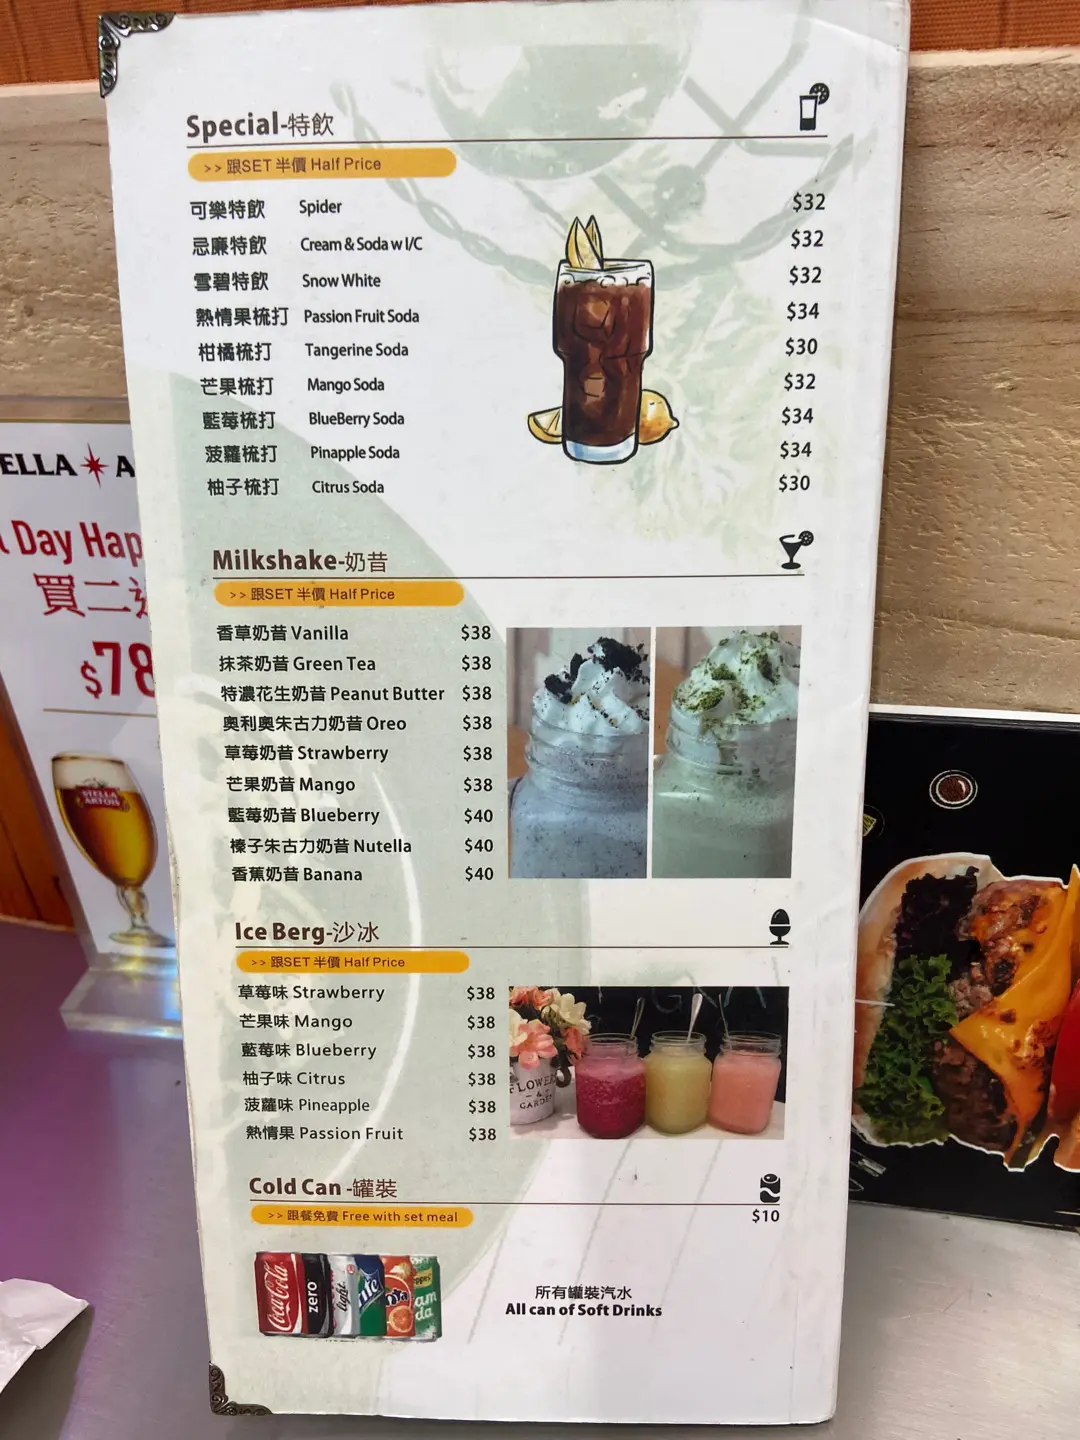 Special-特飲
>> 跟SET 半價 Half Price
可樂特飲 Spider $32
忌廉特飲 Cream & Soda w I/C $32
雪碧特飲 Snow White $32
熱情果梳打 Passion Fruit Soda $34
柑橘梳打 Tangerine Soda $30
芒果梳打 Mango Soda $32
藍莓梳打 BlueBerry Soda $34
菠蘿梳打 Pinapple Soda $34
柚子梳打 Citrus Soda $30
Milkshake-奶昔
>> 跟SET 半價 Half Price
香草奶昔 Vanilla $38
抹茶奶昔 Green Tea $38
特濃花生奶昔 Peanut Butter $38
奧利奧朱古力奶昔 Oreo $38
草莓奶昔 Strawberry $38
芒果奶昔 Mango $38
藍莓奶昔 Blueberry $40
榛子朱古力奶昔 Nutella $40
香蕉奶昔 Banana $40
Ice Berg-沙冰
>> 跟SET 半價 Half Price
草莓味 Strawberry $38
芒果味 Mango $38
藍莓味 Blueberry $38
柚子味 Citrus $38
菠蘿味 Pineapple $38
熱情果 Passion Fruit $38
FLOWERS
&
GARDEN
Cold Can -罐裝
>> 跟餐免費 Free with set meal
$10
Coca-Cola
zero
light
所有罐裝汽水
All can of Soft Drinks
ELLA A
Day Hap
買二
$78
STELLA
ARTOIS